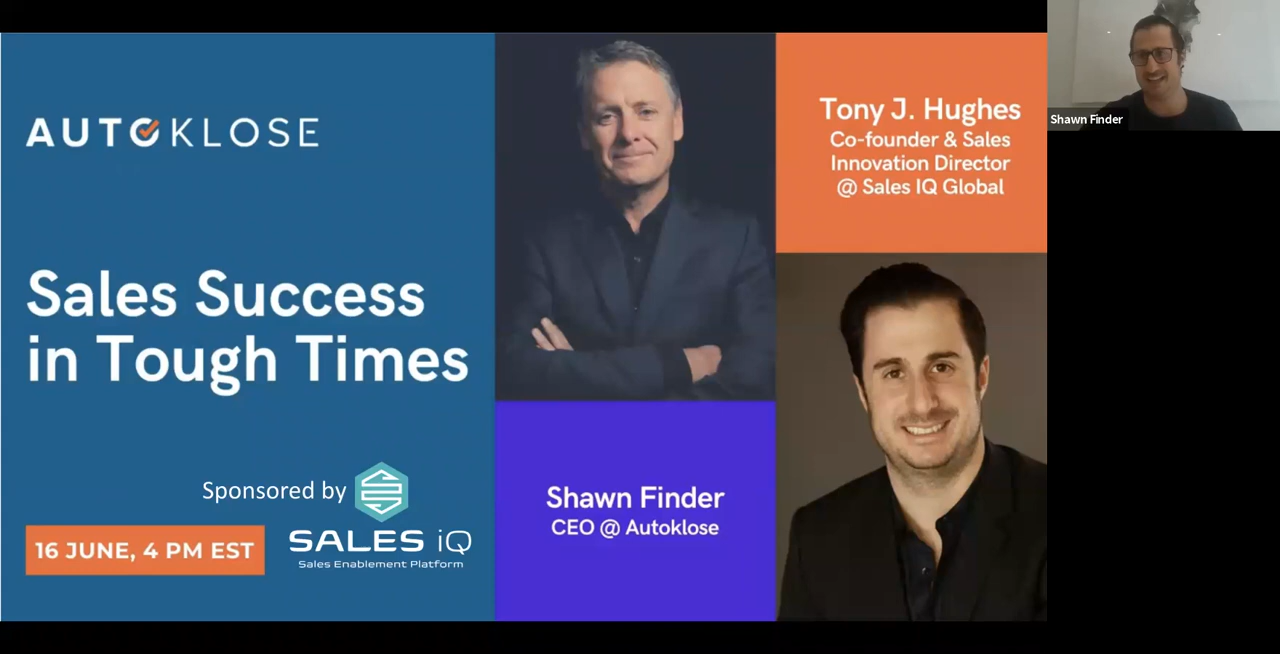 AUTOKLOSE
Sales Success
in Tough Times
Sponsored by
SALES iQ
Sales Enablement Platform
16 JUNE, 4 PM EST
Tony J. Hughes
Co-founder & Sales
Innovation Director
@ Sales IQ Global
Shawn Finder
CEO @ Autoklose
Shawn Finder